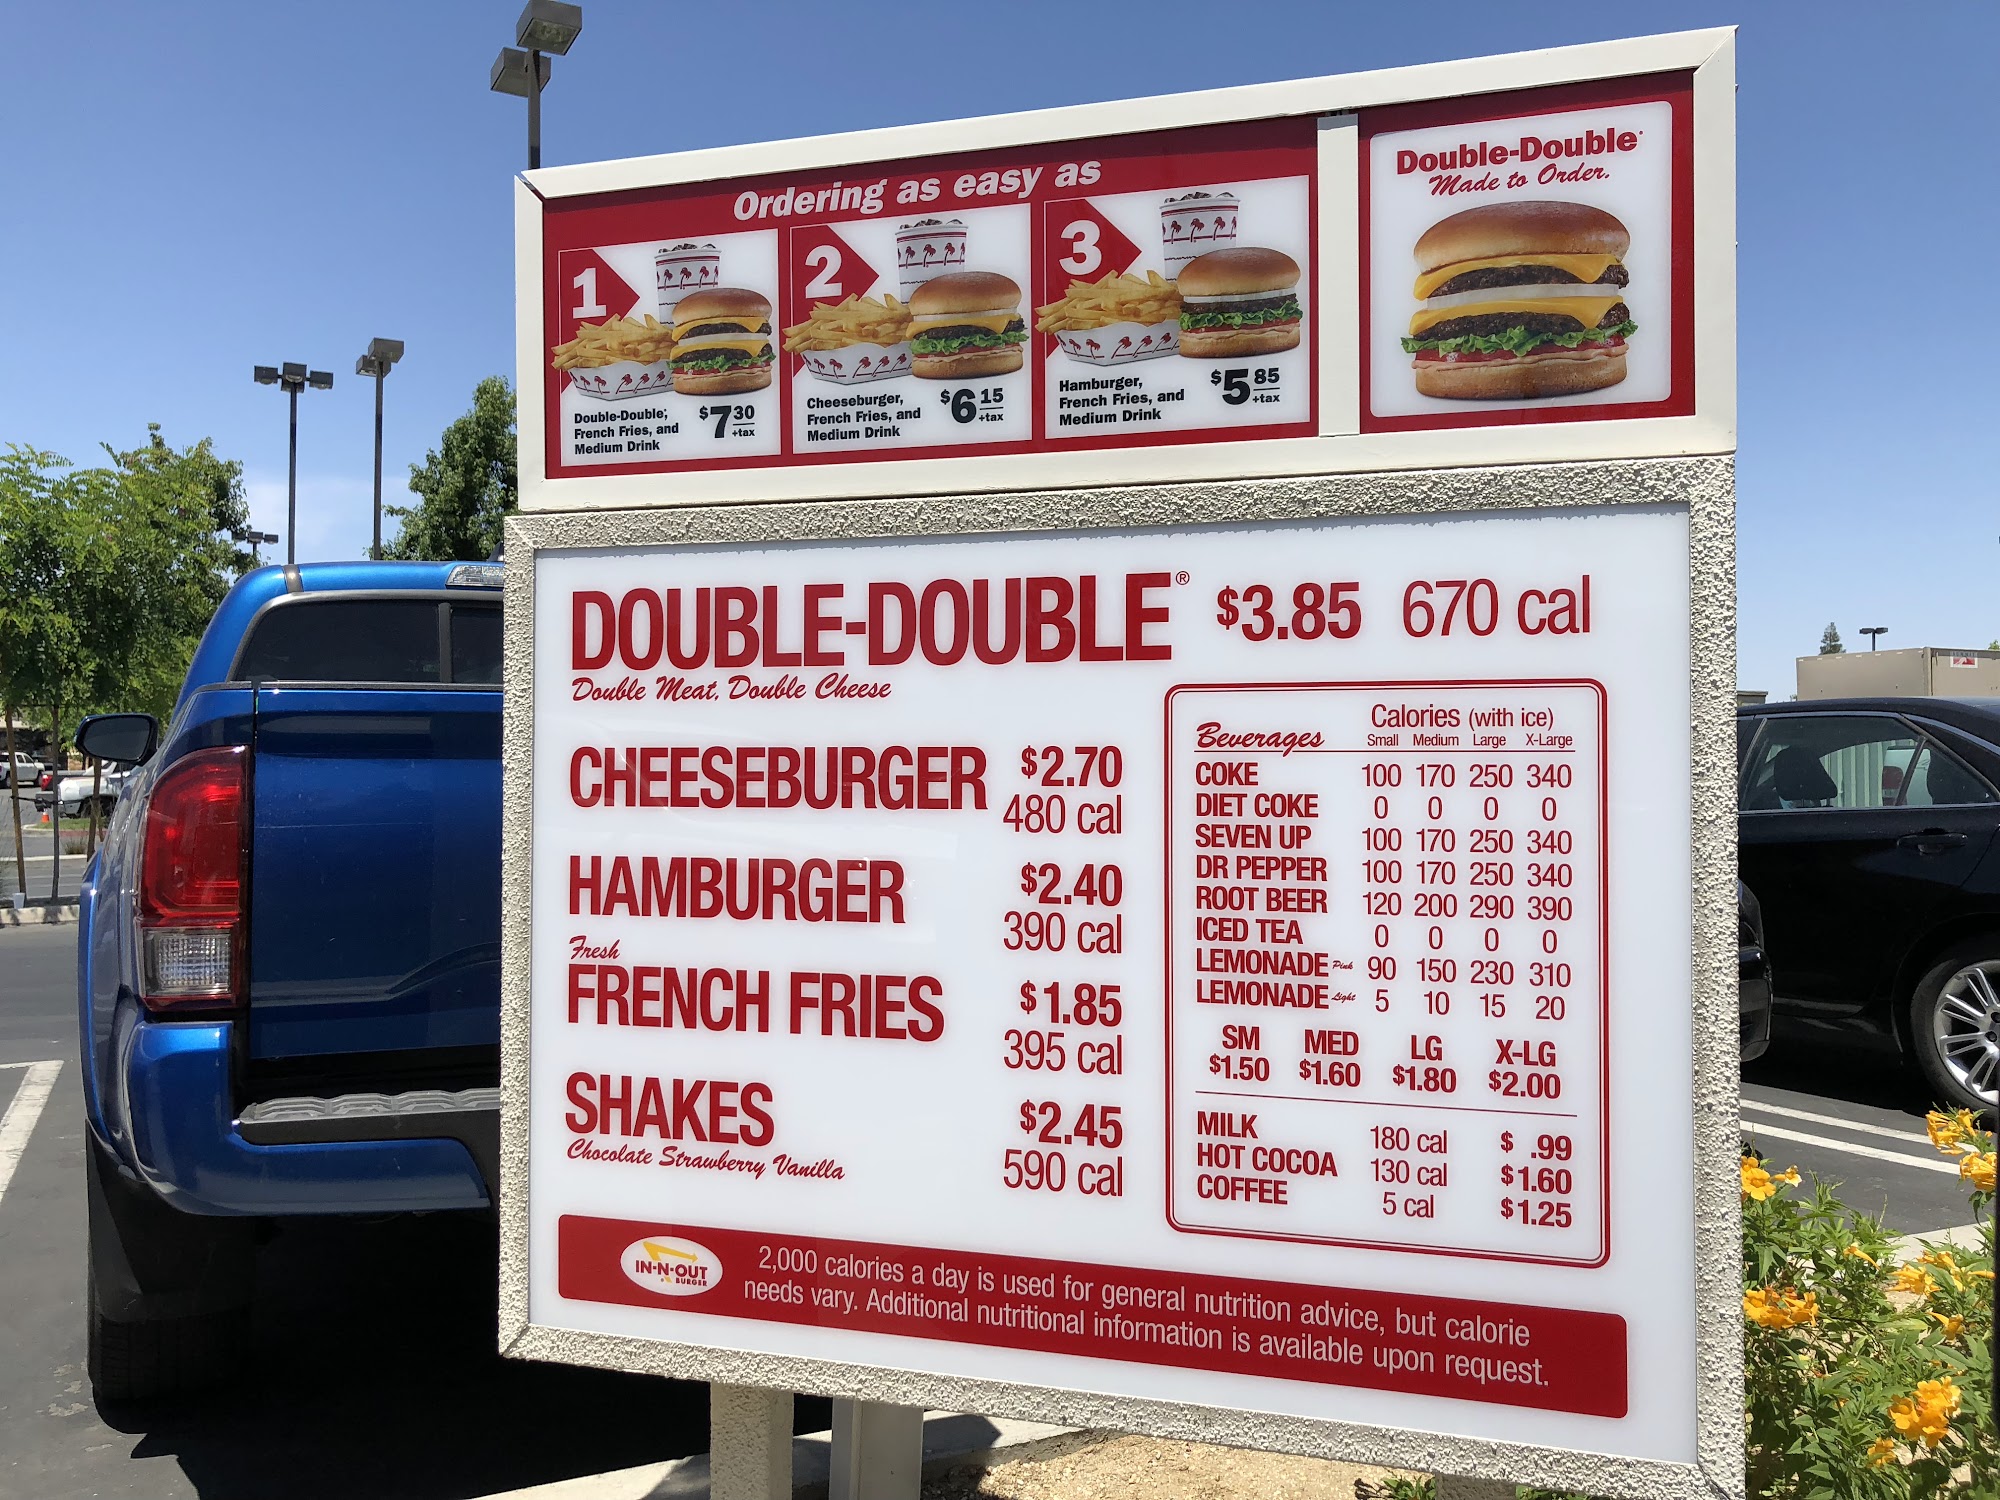 Ordering as easy as
1
Double-Double,
French Fries, and
Medium Drink
$7 30
+tax
2
Cheeseburger,
French Fries, and
Medium Drink
$6 15
+tax
3
Hamburger,
French Fries, and
Medium Drink
$5 85
+tax
Double-Double
Made to Order.
DOUBLE-DOUBLE® $3.85 670 cal
Double Meat, Double Cheese
CHEESEBURGER $2.70
480 cal
HAMBURGER $2.40
390 cal
Fresh
FRENCH FRIES $1.85
395 cal
SHAKES $2.45
Chocolate Strawberry Vanilla 590 cal
Beverages Calories (with ice)
Small Medium Large X-Large
COKE 100 170 250 340
DIET COKE 0 0 0 0
SEVEN UP 100 170 250 340
DR PEPPER 100 170 250 340
ROOT BEER 120 200 290 390
ICED TEA 0 0 0 0
LEMONADE Pink 90 150 230 310
LEMONADE Light 5 10 15 20
SM MED LG X-LG
$1.50 $1.60 $1.80 $2.00
MILK 180 cal $ .99
HOT COCOA 130 cal $1.60
COFFEE 5 cal $1.25
IN-N-OUT
BURGER
2,000 calories a day is used for general nutrition advice, but calorie
needs vary. Additional nutritional information is available upon request.